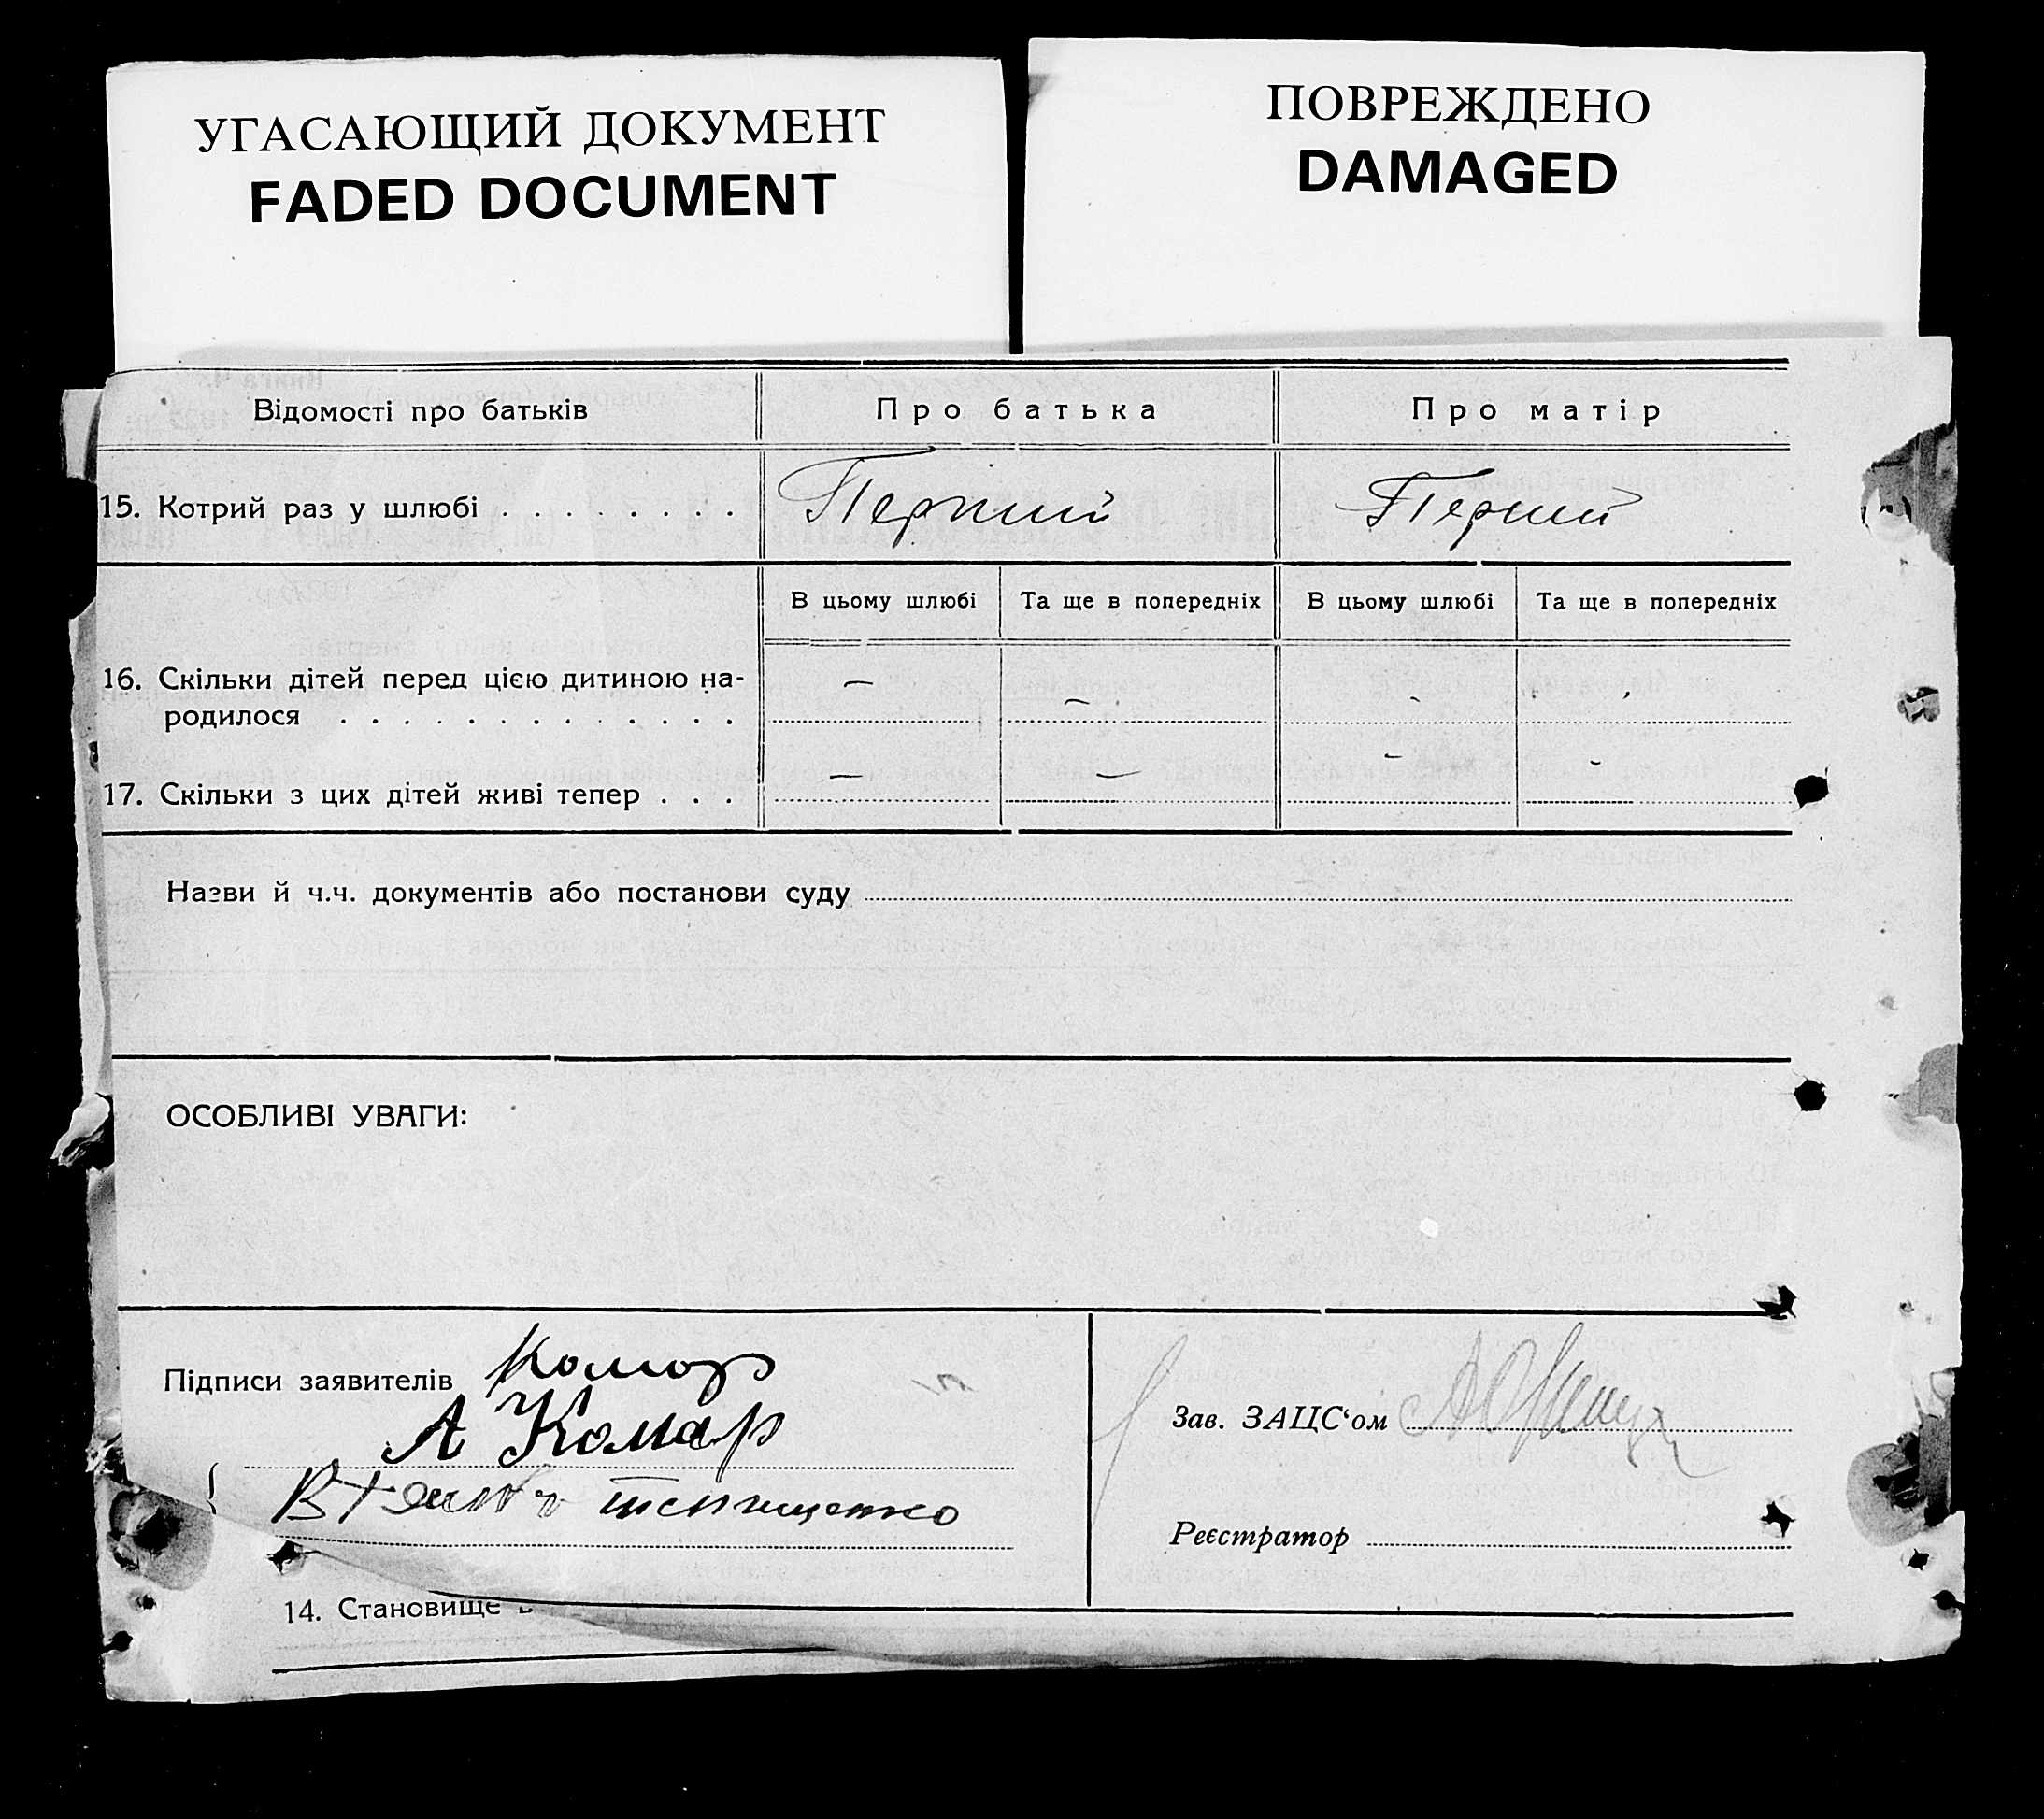 УГАСАЮЩИЙ ДОКУМЕНТ
FADED DOCUMENT
ПОВРЕЖДЕНО
DAMAGED
Відомості про батьків
Про батька
Про матір
15. Котрий раз у шлюбі . . . . . . . .
Перший
Перший
В цьому шлюбі
Та ще в попередніх
В цьому шлюбі
Та ще в попередніх
16. Скільки дітей перед цією дитиною на-
родилося . . . . . . . . . . . . .
– – - -
17. Скільки з цих дітей живі тепер . . .
– – - -
Назви й ч.ч. документів або постанови суду
ОСОБЛИВІ УВАГИ:
Підписи заявителів Комар
А Комар
Зав. ЗАЦС‘ом
Реєстратор
14. Становище в